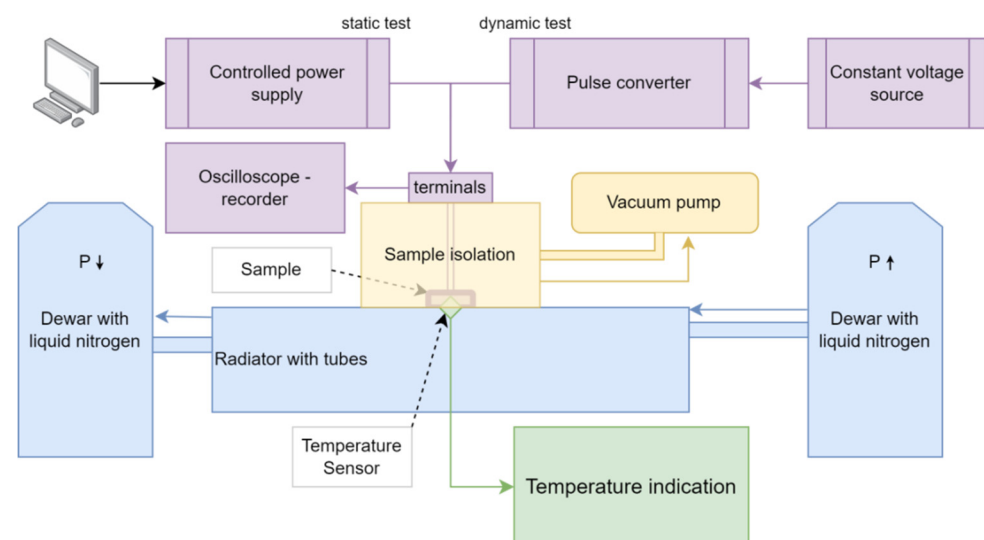 static test
dynamic test
Controlled power
supply
Pulse converter
Constant voltage
source
Oscilloscope -
recorder
terminals
Vacuum pump
Sample isolation
Sample
P ↓
Dewar with
liquid nitrogen
P ↑
Dewar with
liquid nitrogen
Radiator with tubes
Temperature
Sensor
Temperature indication